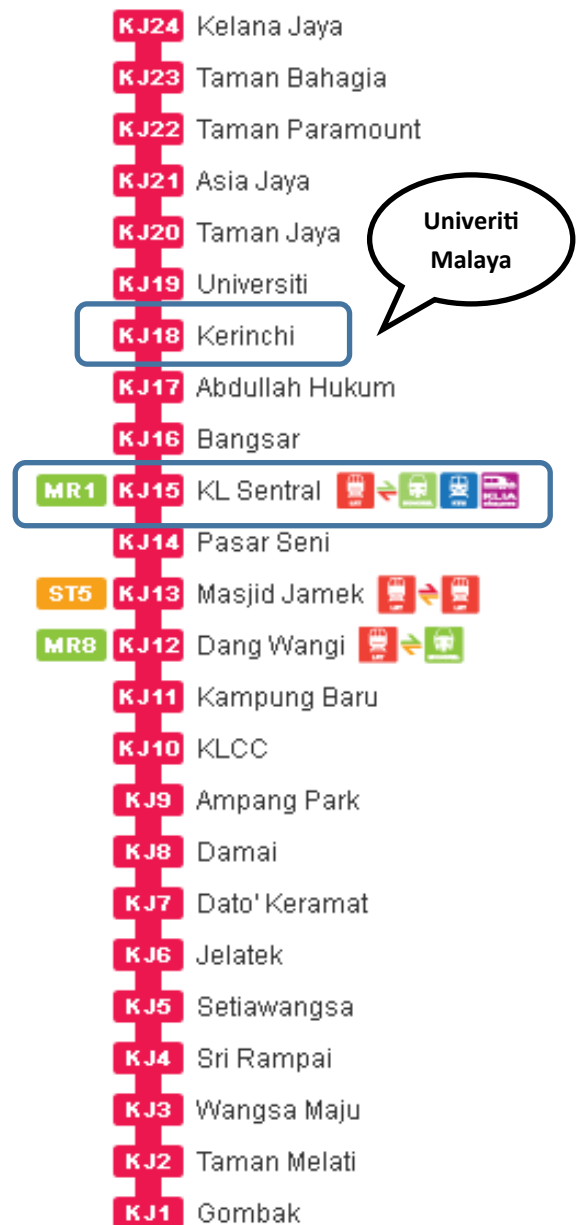 KJ24 Kelana Jaya
KJ23 Taman Bahagia
KJ22 Taman Paramount
KJ21 Asia Jaya
KJ20 Taman Jaya
Univeriti
Malaya
KJ19 Universiti
KJ18 Kerinchi
KJ17 Abdullah Hukum
KJ16 Bangsar
MR1 KJ15 KL Sentral
KJ14 Pasar Seni
ST5 KJ13 Masjid Jamek
MR8 KJ12 Dang Wangi
KJ11 Kampung Baru
KJ10 KLCC
KJ9 Ampang Park
KJ8 Damai
KJ7 Dato' Keramat
KJ6 Jelatek
KJ5 Setiawangsa
KJ4 Sri Rampai
KJ3 Wangsa Maju
KJ2 Taman Melati
KJ1 Gombak